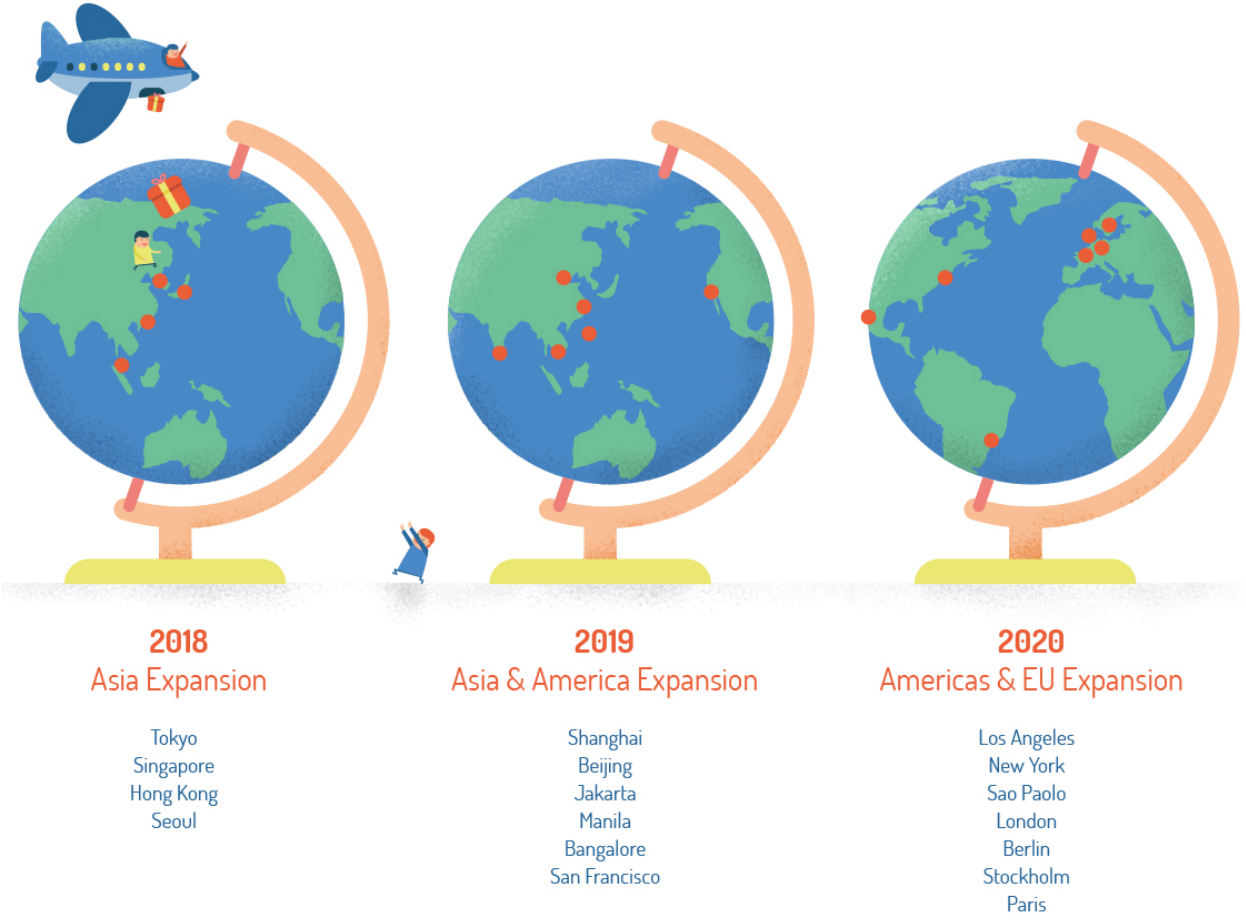 2018
Asia Expansion
Tokyo
Singapore
Hong Kong
Seoul
2019
Asia & America Expansion
Shanghai
Beijing
Jakarta
Manila
Bangalore
San Francisco
2020
Americas & EU Expansion
Los Angeles
New York
Sao Paolo
London
Berlin
Stockholm
Paris